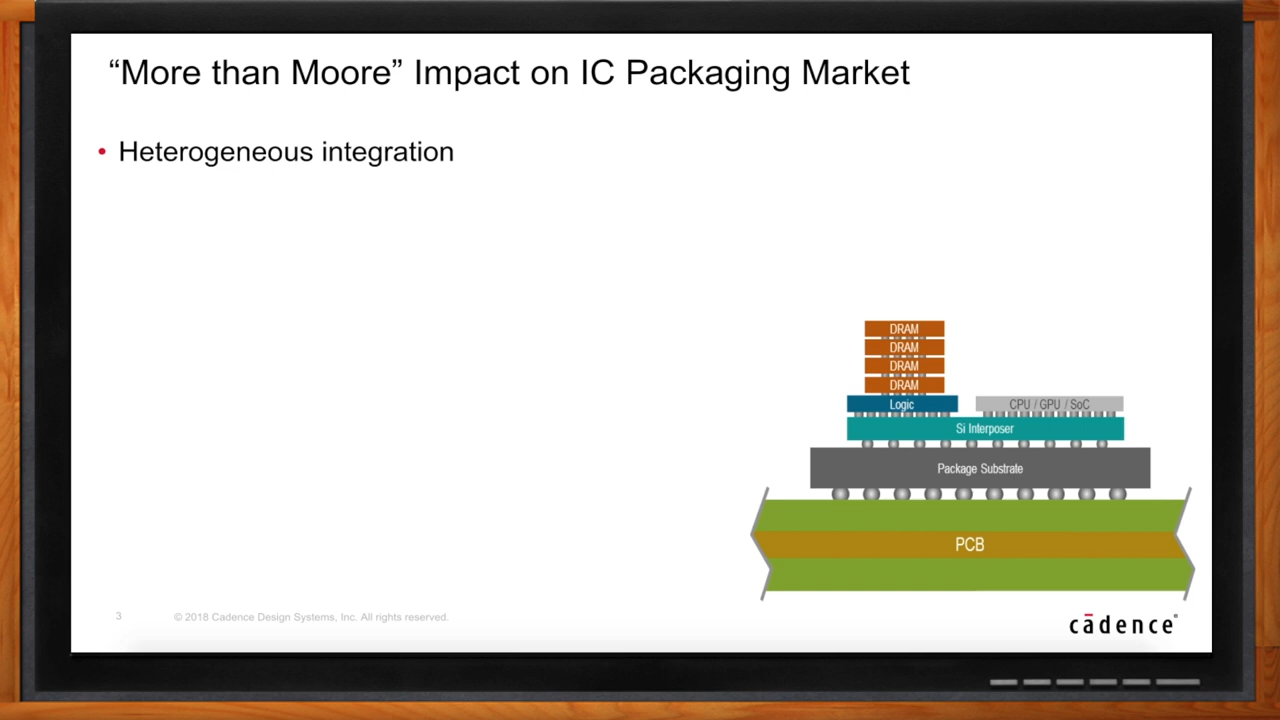 “More than Moore” Impact on IC Packaging Market
• Heterogeneous integration
DRAM
DRAM
DRAM
DRAM
Logic
CPU / GPU / SoC
Si Interposer
Package Substrate
PCB
3
© 2018 Cadence Design Systems, Inc. All rights reserved.
cādence®